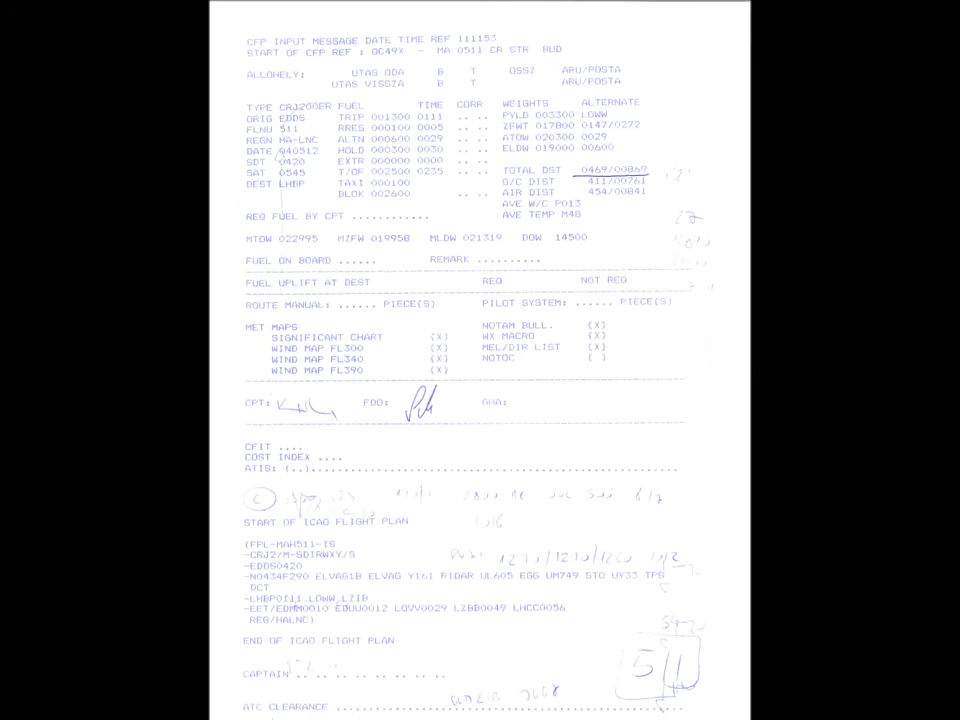 CFP INPUT MESSAGE DATE TIME REF 111153
START OF CFP REF : OC49X - MA 0511 CR STR BUD
ALLOHELY: UTAS ODA B T OSSZ ARU/POSTA
UTAS VISSZA B T ARU/POSTA
TYPE CRJ200ER FUEL TIME CORR WEIGHTS ALTERNATE
ORIG EDDS TRIP 001300 0111 .. .. PYLD 003300 LOWW
FLNU 511 RRES 000100 0005 .. .. ZFWT 017800 0147/0272
REGN HA-LNC ALTN 000600 0029 .. .. ATOW 020300 0029
DATE 040512 HOLD 000300 0030 .. .. ELDW 019000 00600
SDT 0420 EXTR 000000 0000 .. ..
SAT 0545 T/OF 002500 0235 .. .. TOTAL DST 0469/00869
DEST LHBP TAXI 000100 G/C DIST 411/00761
BLOK 002600 AIR DIST 454/00841
AVE W/C P013
REQ FUEL BY CPT ............ AVE TEMP M48
MTOW 022995 MZFW 019958 MLDW 021319 DOW 14500
FUEL ON BOARD ...... REMARK ..........
FUEL UPLIFT AT DEST REQ NOT REQ
ROUTE MANUAL: ...... PIECE(S) PILOT SYSTEM: ...... PIECE(S)
MET MAPS NOTAM BULL. (X)
SIGNIFICANT CHART (X) WX MACRO (X)
WIND MAP FL300 (X) MEL/DIR LIST (X)
WIND MAP FL340 (X) NOTOC ( )
WIND MAP FL390 (X)
CPT: FDO: GHA:
CFIT ....
COST INDEX ....
ATIS: (..)......................................................
C
START OF ICAO FLIGHT PLAN 1016
(FPL-MAH511-IS
-CRJ2/M-SDIRWXY/S
-EDDS0420
-N0434F290 ELVAG1B ELVAG Y161 RIDAR UL605 EGG UM749 STO UY33 TPS
DCT
-LHBP0111 LOWW LZIB
-EET/EDMM0010 EDUU0012 LOVV0029 LZBB0049 LHCC0056
REG/HALNC)
END OF ICAO FLIGHT PLAN
511
CAPTAIN .. .. .. .. .. .. .. ..
ATC CLEARANCE ....................................................